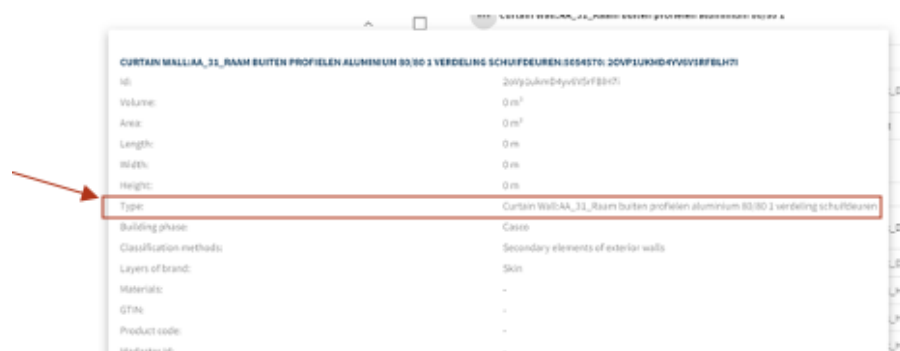 CURTAIN WALL:AA_31_RAAM BUITEN PROFIELEN ALUMINIUM 80/80 1 VERDELING SCHUIFDEUREN:5054570:
Id:
Volume: 0 m³
Area: 0 m²
Length: 0 m
Width: 0 m
Height: 0 m
Type: Curtain Wall:AA_31_Raam buiten profielen aluminium 80/80 1 verdeling schuifdeuren
Building phase: Casco
Classification methods: Secondary elements of exterior walls
Layers of brand: Skin
Materials: -
GTIN: -
Product code: -